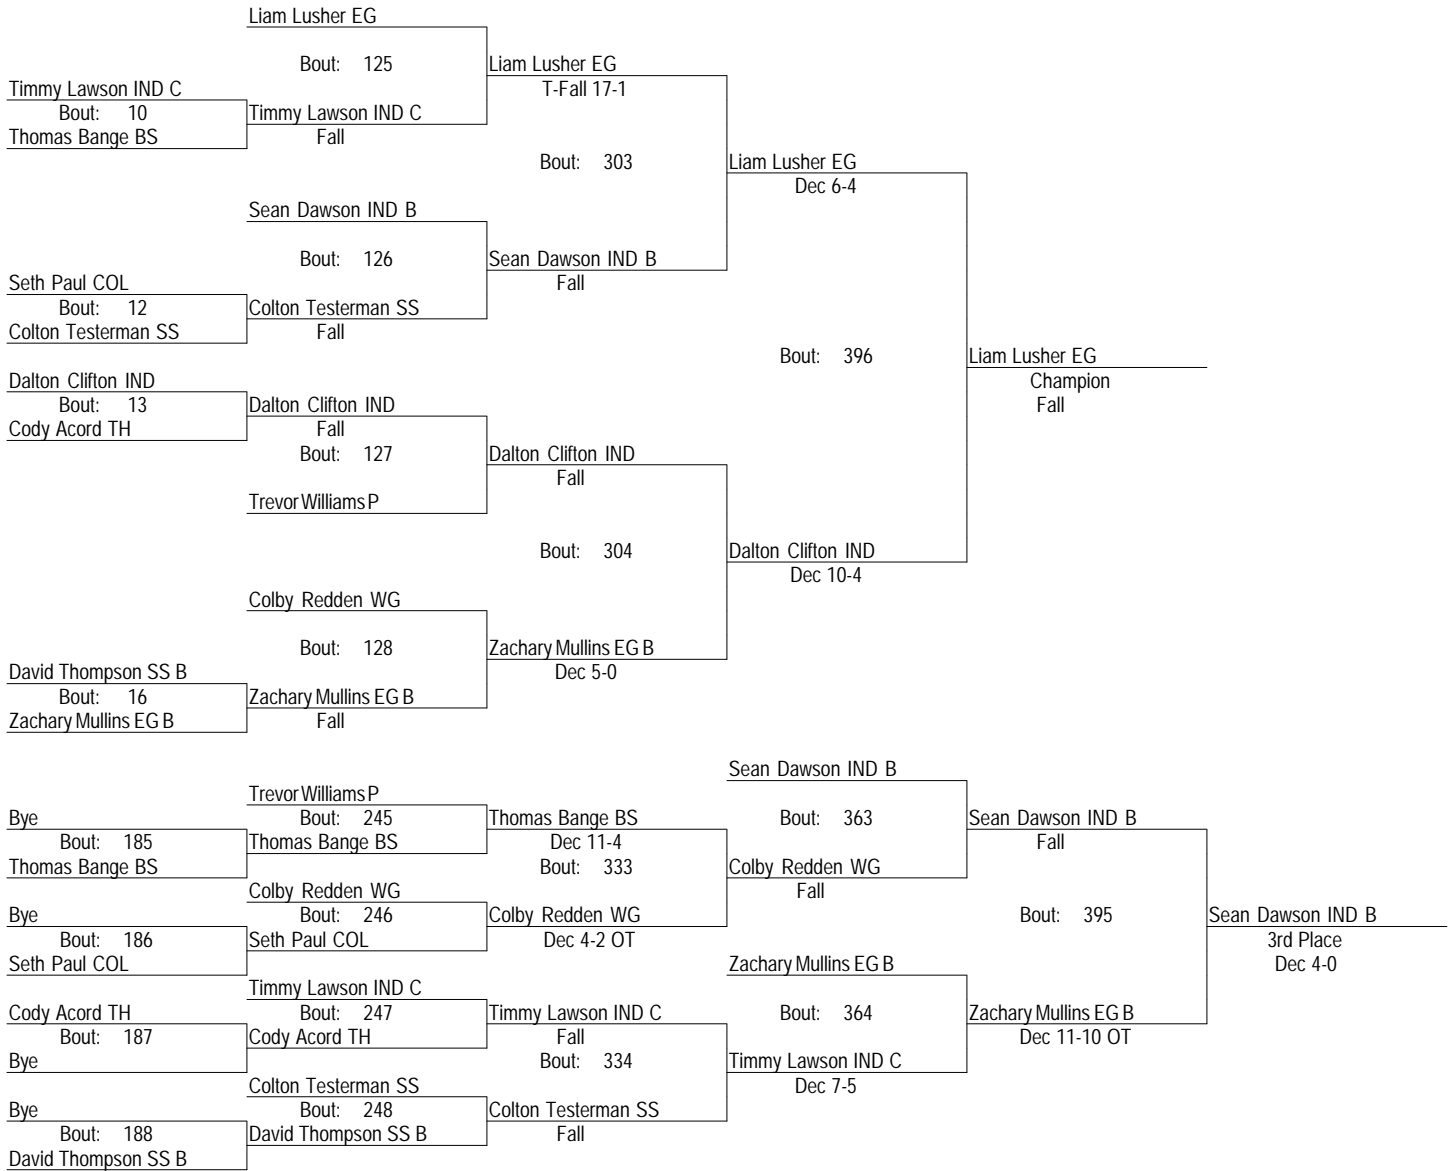 Liam Lusher EG
Bout: 125
Liam Lusher EG
Timmy Lawson IND C
T-Fall 17-1
Bout: 10
Timmy Lawson IND C
Thomas Bange BS
Fall
Bout: 303
Liam Lusher EG
Dec 6-4
Sean Dawson IND B
Bout: 126
Sean Dawson IND B
Seth Paul COL
Fall
Bout: 12
Colton Testerman SS
Colton Testerman SS
Fall
Bout: 396
Liam Lusher EG
Dalton Clifton IND
Champion
Bout: 13
Dalton Clifton IND
Fall
Cody Acord TH
Fall
Bout: 127
Dalton Clifton IND
Fall
Trevor Williams P
Bout: 304
Dalton Clifton IND
Dec 10-4
Colby Redden WG
Bout: 128
Zachary Mullins EG B
David Thompson SS B
Dec 5-0
Bout: 16
Zachary Mullins EG B
Zachary Mullins EG B
Fall
Sean Dawson IND B
Trevor Williams P
Bye
Bout: 245
Thomas Bange BS
Bout: 363
Sean Dawson IND B
Bout: 185
Thomas Bange BS
Dec 11-4
Fall
Thomas Bange BS
Bout: 333
Colby Redden WG
Colby Redden WG
Fall
Bye
Bout: 246
Colby Redden WG
Bout: 395
Sean Dawson IND B
Bout: 186
Seth Paul COL
Dec 4-2 OT
3rd Place
Seth Paul COL
Zachary Mullins EG B
Dec 4-0
Timmy Lawson IND C
Cody Acord TH
Bout: 247
Timmy Lawson IND C
Bout: 364
Zachary Mullins EG B
Bout: 187
Cody Acord TH
Fall
Dec 11-10 OT
Bye
Bout: 334
Timmy Lawson IND C
Colton Testerman SS
Dec 7-5
Bye
Bout: 248
Colton Testerman SS
Bout: 188
David Thompson SS B
Fall
David Thompson SS B